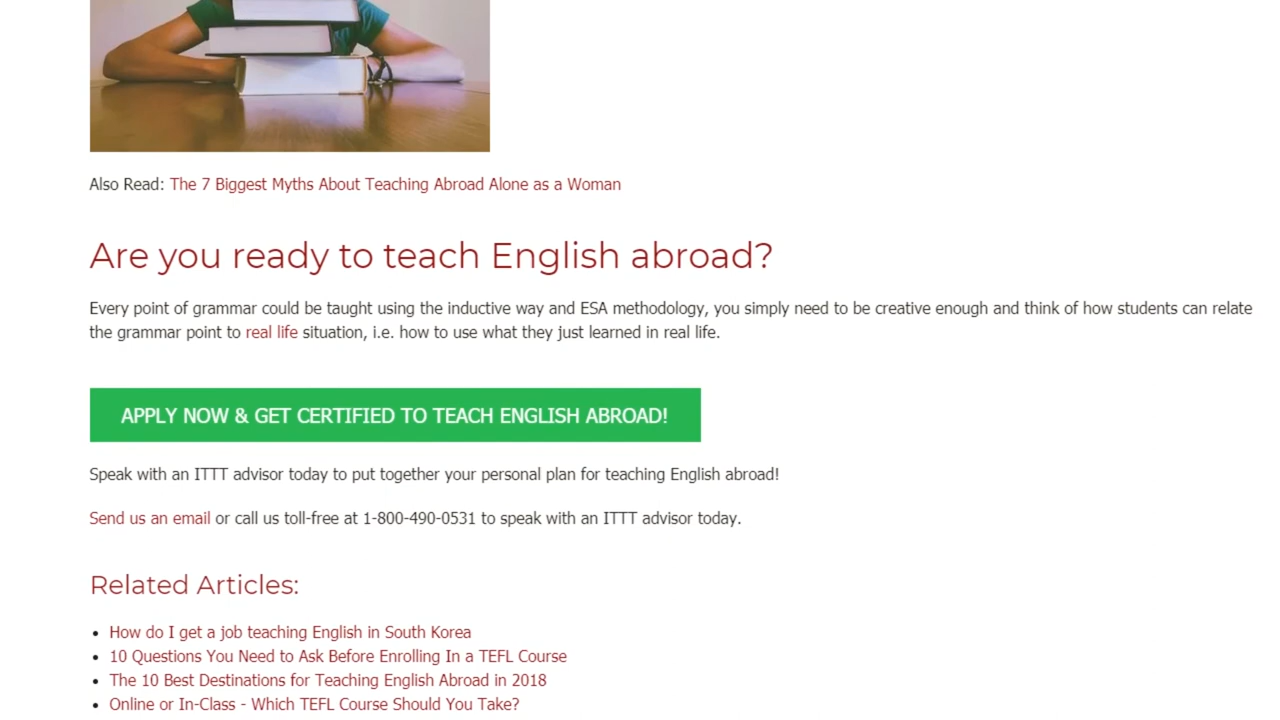 Also Read: The 7 Biggest Myths About Teaching Abroad Alone as a Woman
Are you ready to teach English abroad?
Every point of grammar could be taught using the inductive way and ESA methodology, you simply need to be creative enough and think of how students can relate
the grammar point to real life situation, i.e. how to use what they just learned in real life.
APPLY NOW & GET CERTIFIED TO TEACH ENGLISH ABROAD!
Speak with an ITTT advisor today to put together your personal plan for teaching English abroad!
Send us an email or call us toll-free at 1-800-490-0531 to speak with an ITTT advisor today.
Related Articles:
• How do I get a job teaching English in South Korea
• 10 Questions You Need to Ask Before Enrolling In a TEFL Course
• The 10 Best Destinations for Teaching English Abroad in 2018
• Online or In-Class - Which TEFL Course Should You Take?